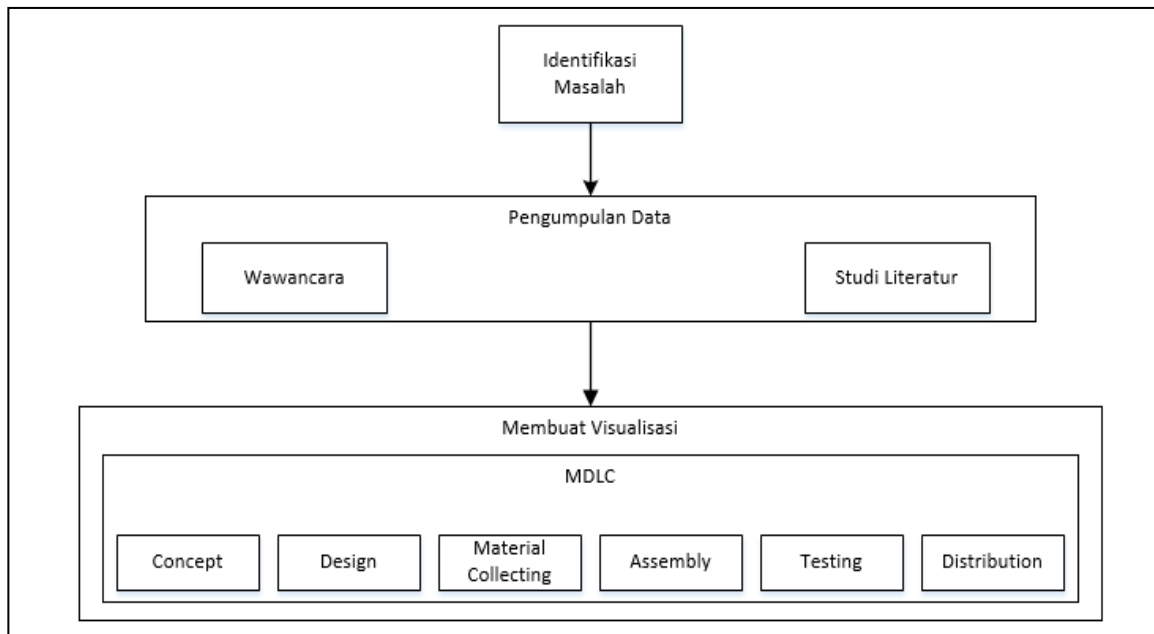 Identifikasi
Masalah
Pengumpulan Data
Wawancara
Studi Literatur
Membuat Visualisasi
MDLC
Concept
Design
Material
Collecting
Assembly
Testing
Distribution